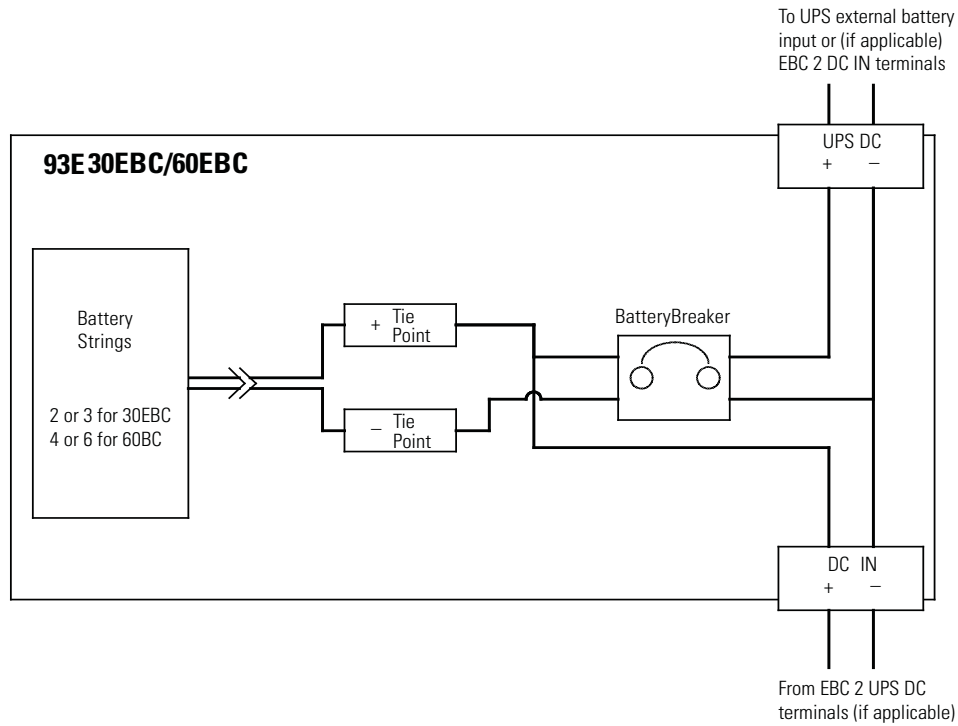 To UPS external battery
input or (if applicable)
EBC 2 DC IN terminals
UPS DC
+ –
93E 30EBC/60EBC
Battery
Strings
2 or 3 for 30EBC
4 or 6 for 60BC
+ Tie
Point
– Tie
Point
BatteryBreaker
DC IN
+ –
From EBC 2 UPS DC
terminals (if applicable)